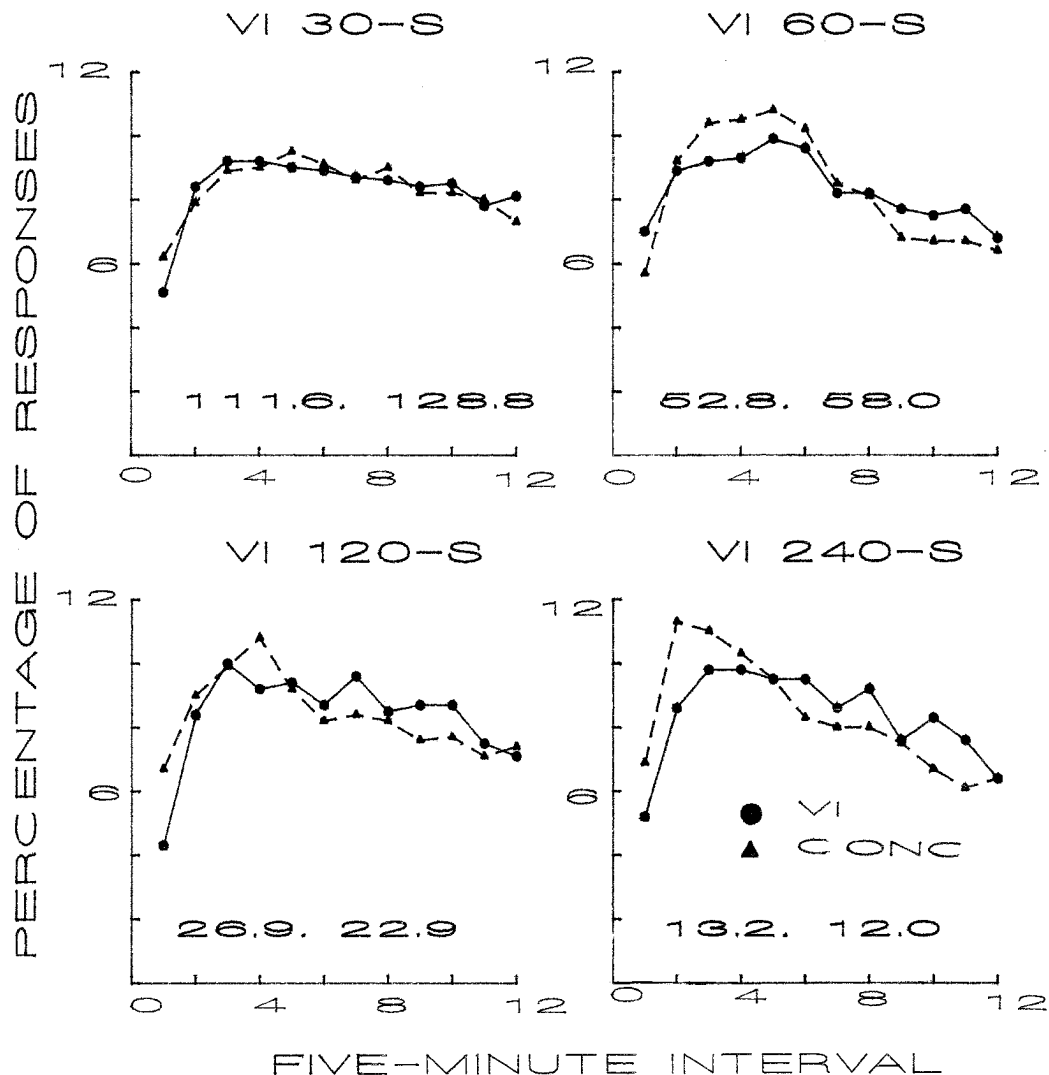 PERCENTAGE OF RESPONSES
VI 30-S
12
6
111.6. 128.8
0 4 8 12
VI 60-S
12
6
52.8. 58.0
0 4 8 12
VI 120-S
12
6
26.9. 22.9
0 4 8 12
VI 240-S
12
6
VI
CONC
13.2. 12.0
0 4 8 12
FIVE-MINUTE INTERVAL